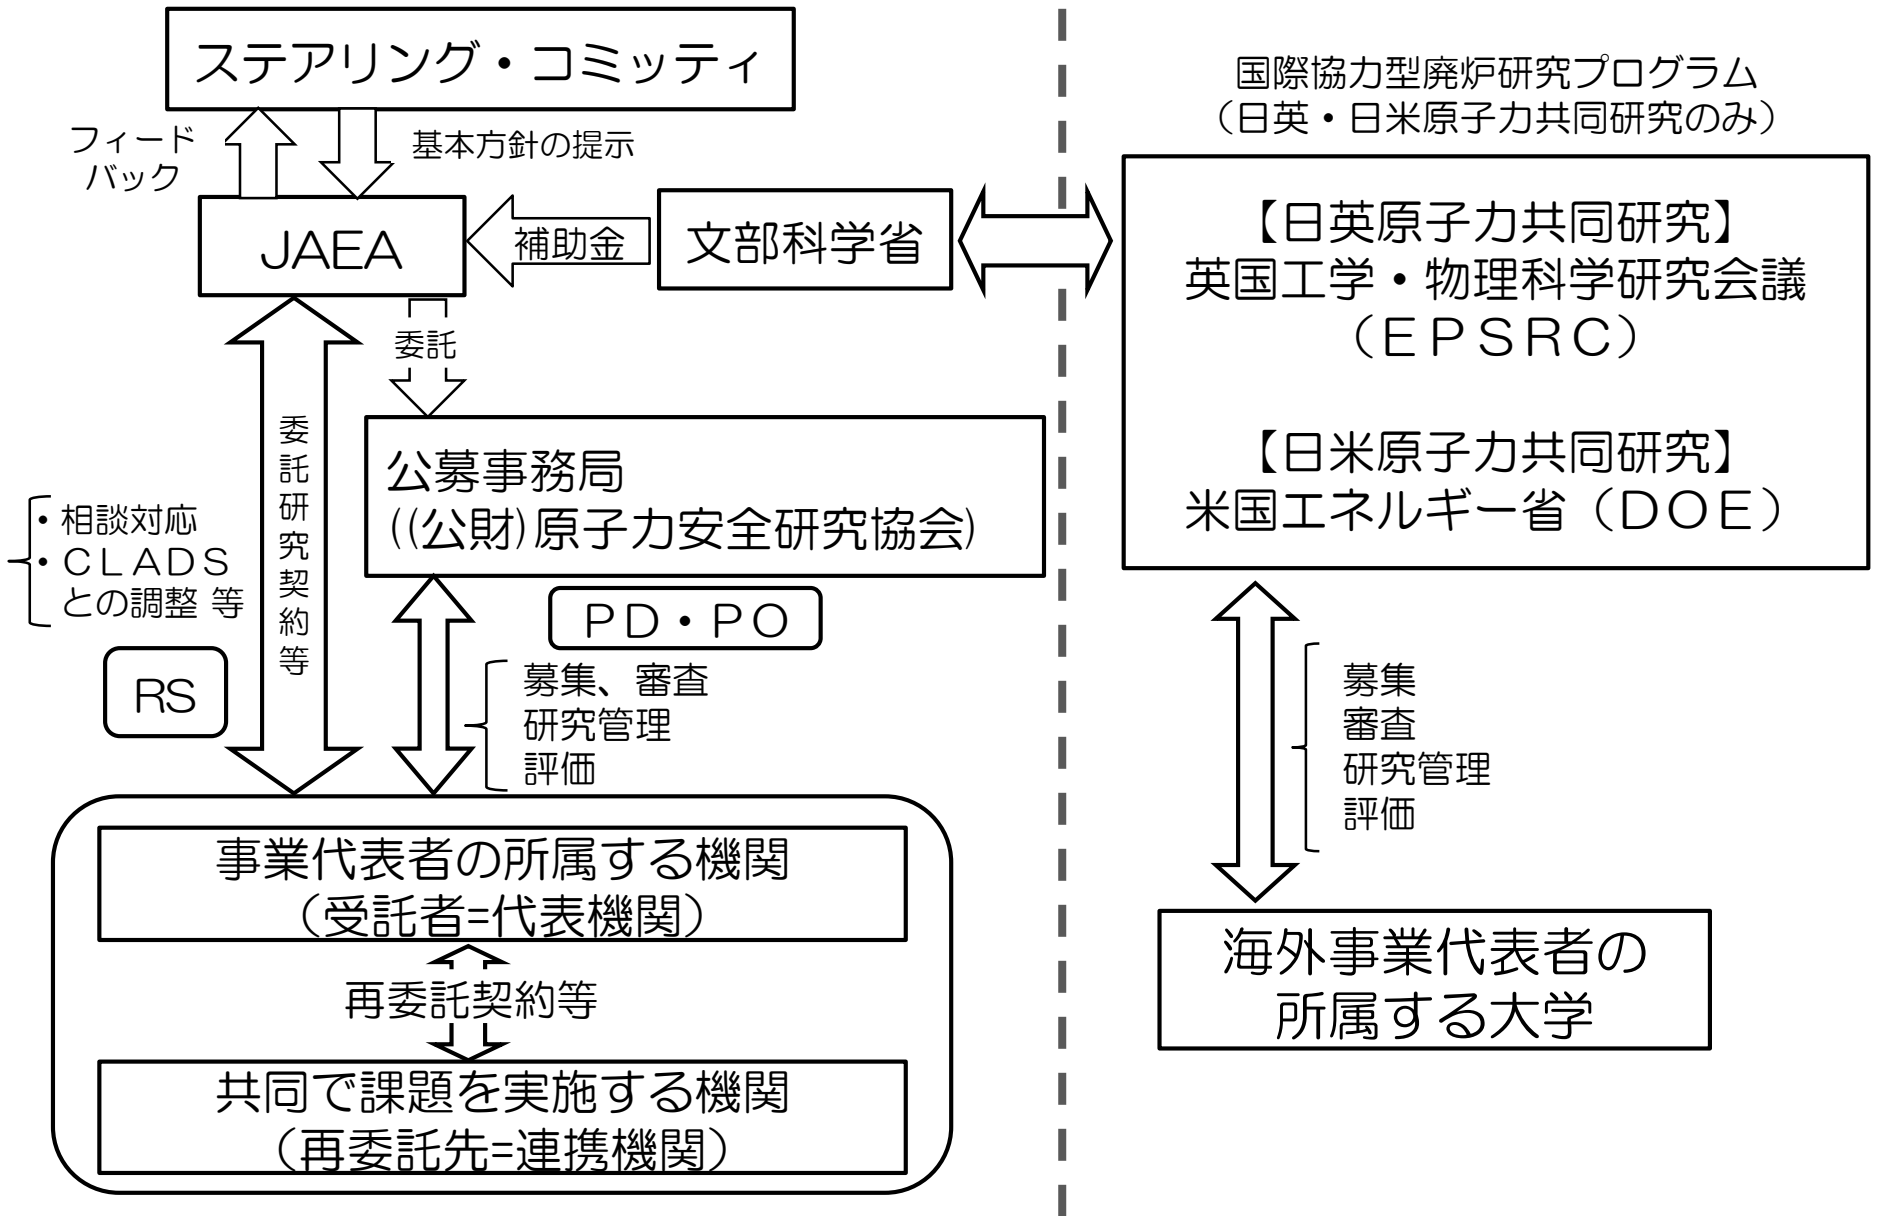 ステアリング・コミッティ
フィード
バック
基本方針の提示
JAEA
補助金
文部科学省
委託
委託研究契約等
公募事務局
((公財)原子力安全研究協会)
・相談対応
・ＣＬＡＤＳ
との調整 等
RS
ＰＤ・ＰＯ
募集、審査
研究管理
評価
事業代表者の所属する機関
（受託者=代表機関）
再委託契約等
共同で課題を実施する機関
（再委託先=連携機関）
国際協力型廃炉研究プログラム
（日英・日米原子力共同研究のみ）
【日英原子力共同研究】
英国工学・物理科学研究会議
（ＥＰＳＲＣ）
【日米原子力共同研究】
米国エネルギー省（ＤＯＥ）
募集
審査
研究管理
評価
海外事業代表者の
所属する大学